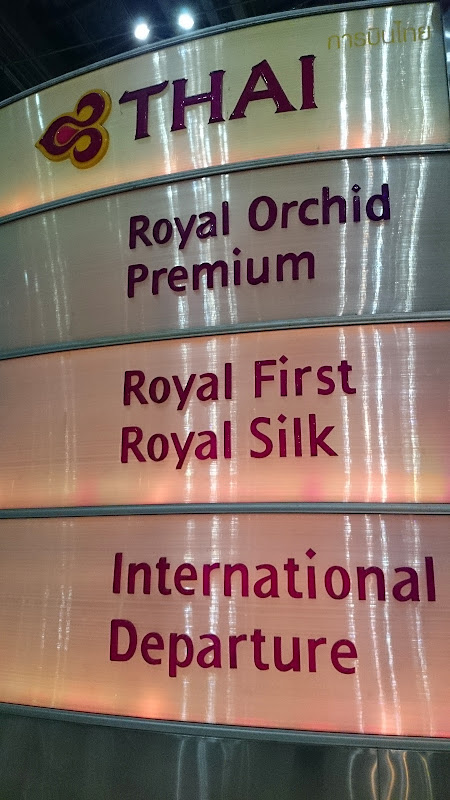 การบินไทย
THAI
Royal Orchid
Premium
Royal First
Royal Silk
International
Departure